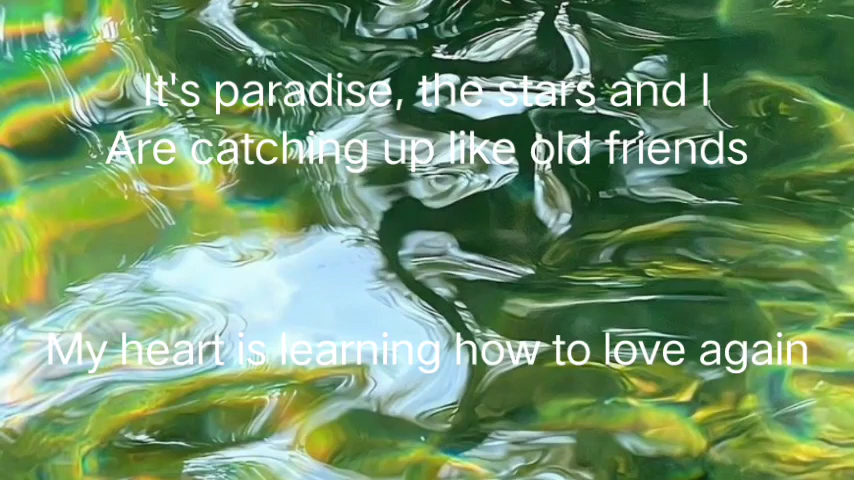 It's paradise, the stars and I
Are catching up like old friends
My heart is learning how to love again